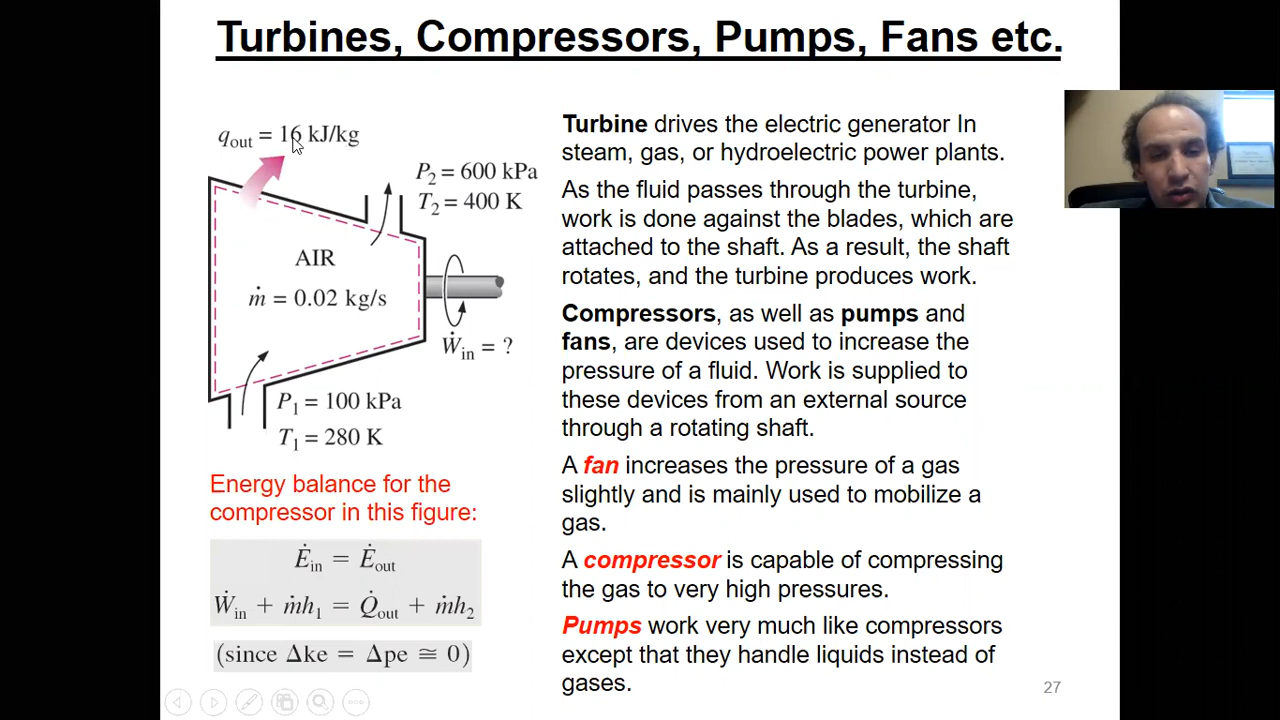 Turbines, Compressors, Pumps, Fans etc.
q_out = 16 kJ/kg
P₂ = 600 kPa
T₂ = 400 K
AIR
ṁ = 0.02 kg/s
Ẇ_in = ?
P₁ = 100 kPa
T₁ = 280 K
Energy balance for the
compressor in this figure:
Ė_in = Ė_out
Ẇ_in + ṁh₁ = Q̇_out + ṁh₂
(since Δke = Δpe ≅ 0)
Turbine drives the electric generator In
steam, gas, or hydroelectric power plants.
As the fluid passes through the turbine,
work is done against the blades, which are
attached to the shaft. As a result, the shaft
rotates, and the turbine produces work.
Compressors, as well as pumps and
fans, are devices used to increase the
pressure of a fluid. Work is supplied to
these devices from an external source
through a rotating shaft.
A fan increases the pressure of a gas
slightly and is mainly used to mobilize a
gas.
A compressor is capable of compressing
the gas to very high pressures.
Pumps work very much like compressors
except that they handle liquids instead of
gases.
27